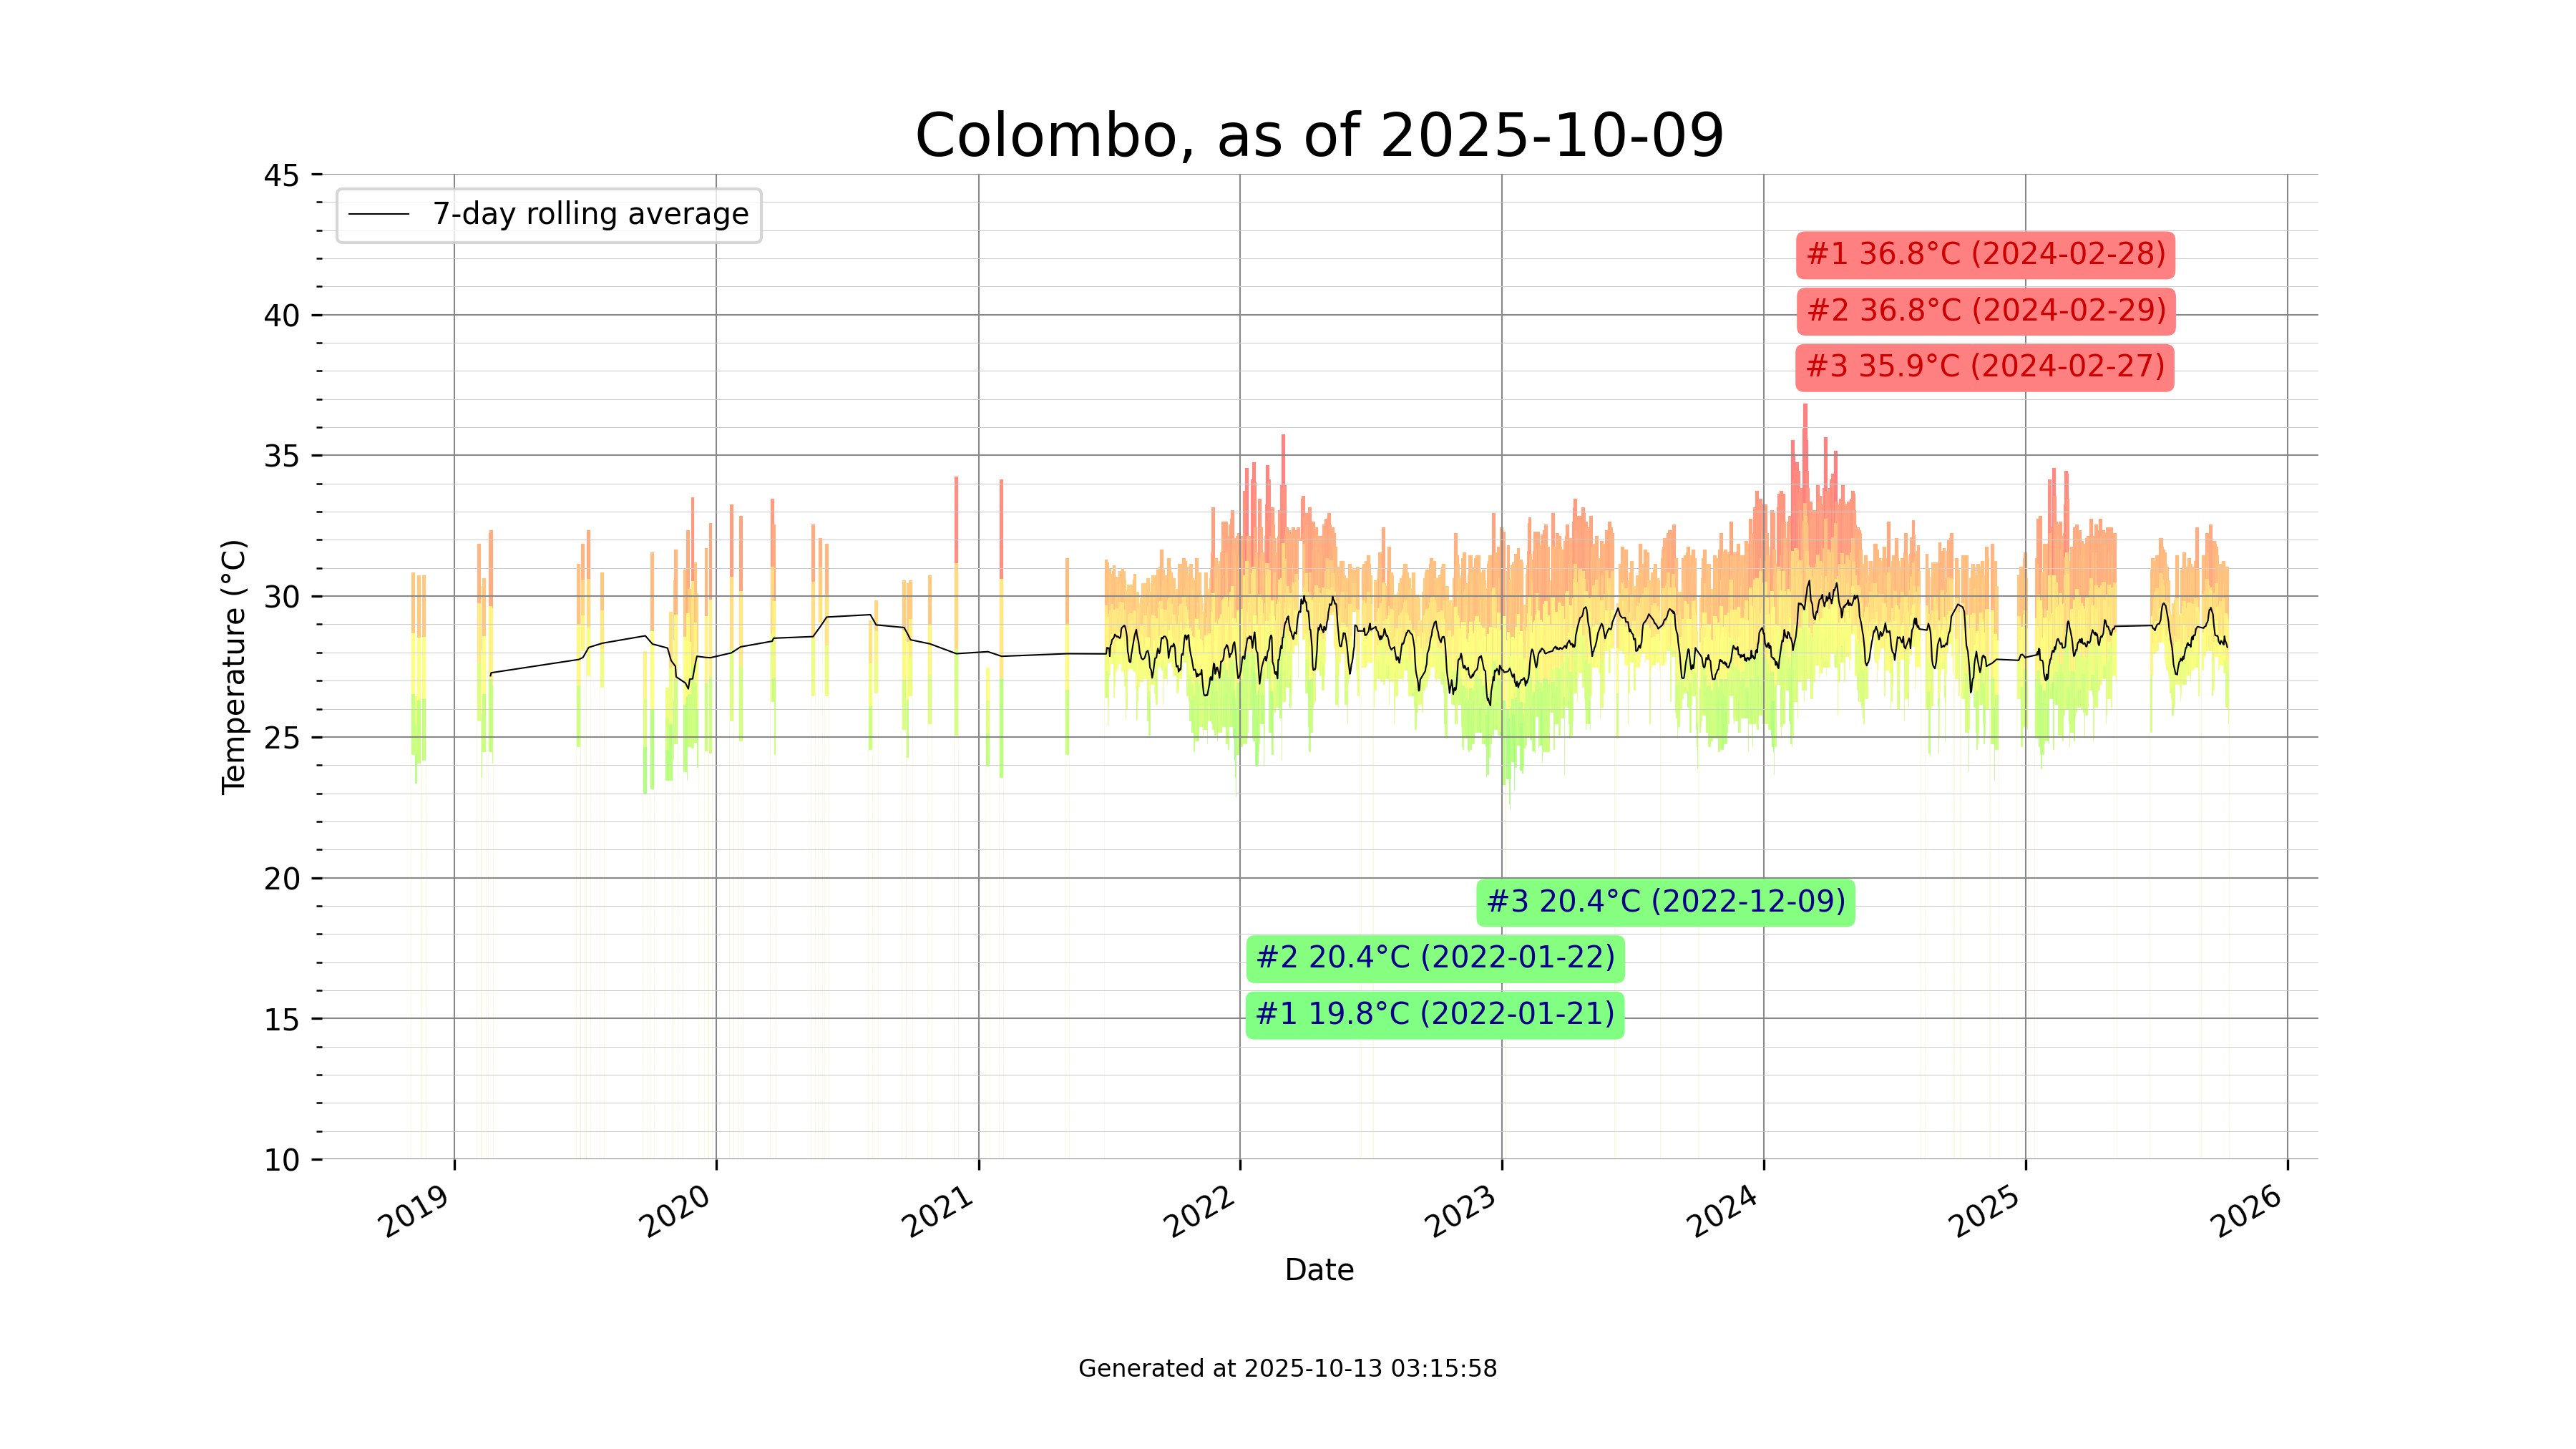 Colombo, as of 2025-10-09
7-day rolling average
Temperature (°C)
45
40
35
30
25
20
15
10
#1 36.8°C (2024-02-28)
#2 36.8°C (2024-02-29)
#3 35.9°C (2024-02-27)
#3 20.4°C (2022-12-09)
#2 20.4°C (2022-01-22)
#1 19.8°C (2022-01-21)
2019
2020
2021
2022
2023
2024
2025
2026
Date
Generated at 2025-10-13 03:15:58